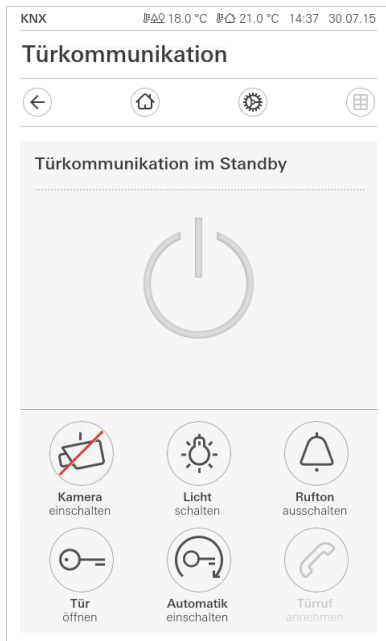 KNX 18.0 °C 21.0 °C 14:37 30.07.15
Türkommunikation
Türkommunikation im Standby
Kamera
einschalten
Licht
schalten
Rufton
ausschalten
Tür
öffnen
Automatik
einschalten
Türruf
annehmen